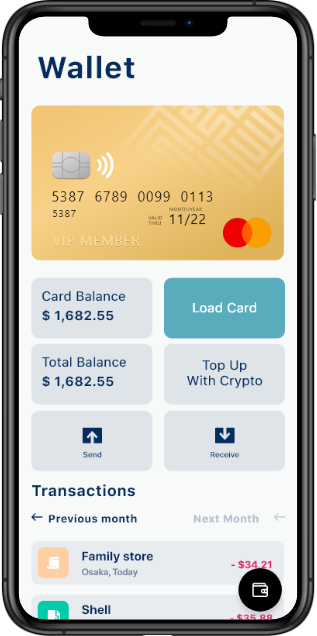 Wallet
5387 6789 0099 0113
5387
MONTH/YEAR
VALID THRU 11/22
VIP MEMBER
Card Balance
$ 1,682.55
Load Card
Total Balance
$ 1,682.55
Top Up
With Crypto
Send
Receive
Transactions
Previous month
Next Month
Family store
Osaka, Today
- $34.21
Shell
- $35.88